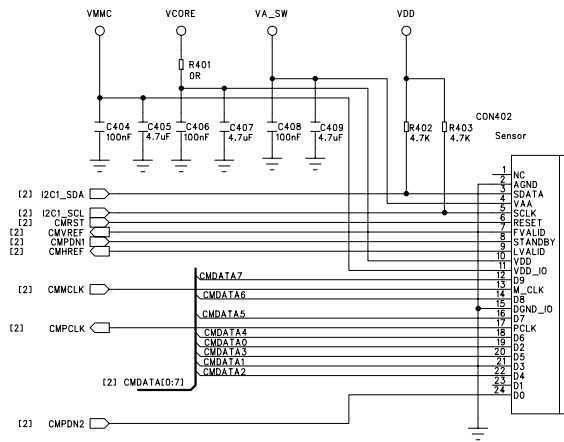 VMMC VCORE VA_SW VDD
R401
0R
C404
100nF
C405
4.7uF
C406
100nF
C407
4.7uF
C408
100nF
C409
4.7uF
R402
4.7K
R403
4.7K
CON402
Sensor
1 NC
2 AGND
[2] I2C1_SDA 3 SDATA
4 VAA
[2] I2C1_SCL 5 SCLK
[2] CMRST 6 RESET
[2] CMVREF 7 FVALID
[2] CMPDN1 8 STANDBY
[2] CMHREF 9 LVALID
10 VDD
11 VDD_IO
CMDATA7 12 D9
[2] CMMCLK 13 M_CLK
CMDATA6 14 D8
15 DGND_IO
CMDATA5 16 D7
[2] CMPCLK 17 PCLK
CMDATA4 18 D6
CMDATA0 19 D2
CMDATA3 20 D5
CMDATA1 21 D3
CMDATA2 22 D4
[2] CMDATA[0:7] 23 D1
24 D0
[2] CMPDN2